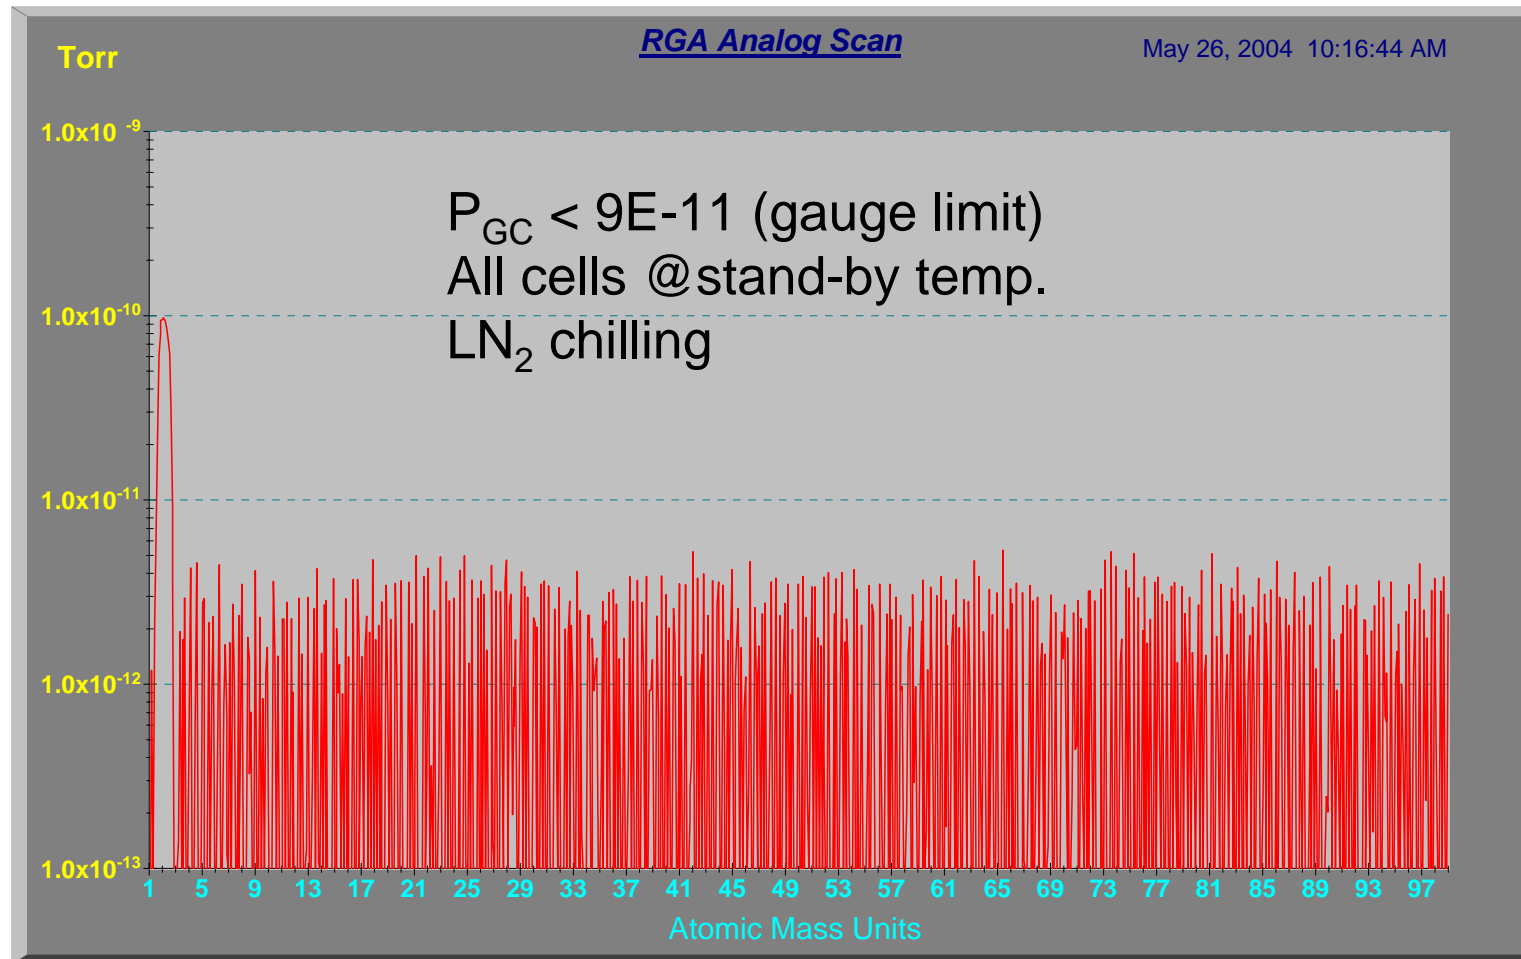 RGA Analog Scan
May 26, 2004 10:16:44 AM
Torr
1.0x10 -9
1.0x10-10
1.0x10-11
1.0x10-12
1.0x10-13
P_GC < 9E-11 (gauge limit)
All cells @stand-by temp.
LN₂ chilling
1 5 9 13 17 21 25 29 33 37 41 45 49 53 57 61 65 69 73 77 81 85 89 93 97
Atomic Mass Units